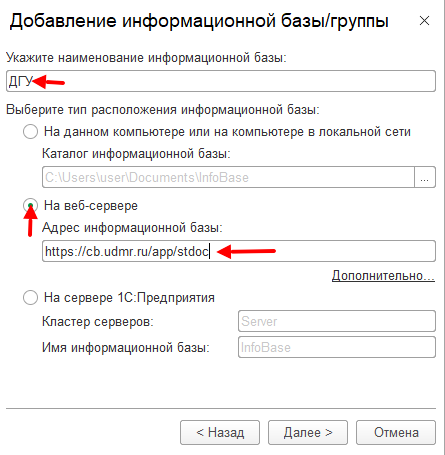 Добавление информационной базы/группы
Укажите наименование информационной базы:
ДГУ
Выберите тип расположения информационной базы:
На данном компьютере или на компьютере в локальной сети
Каталог информационной базы:
C:\Users\user\Documents\InfoBase ...
На веб-сервере
Адрес информационной базы:
https://cb.udmr.ru/app/stdoc
Дополнительно...
На сервере 1С:Предприятия
Кластер серверов: Server
Имя информационной базы: InfoBase
< Назад Далее > Отмена